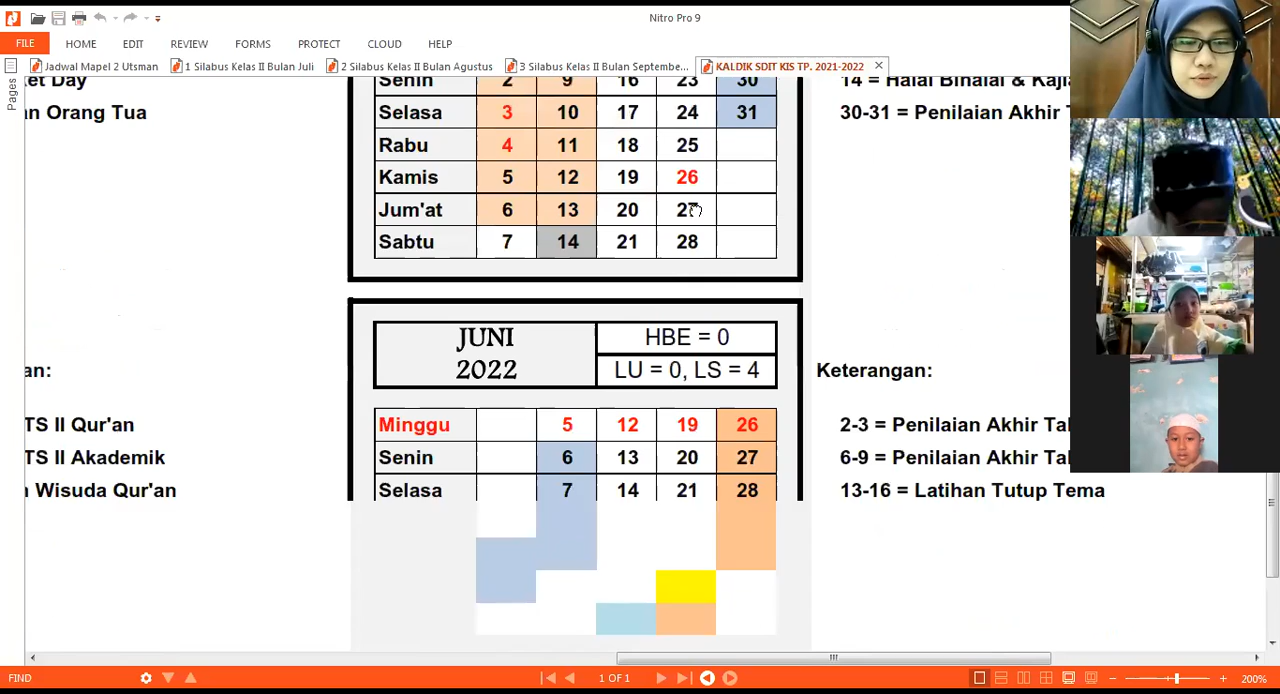 Nitro Pro 9
FILE HOME EDIT REVIEW FORMS PROTECT CLOUD HELP
Jadwal Mapel 2 Utsman 1 Silabus Kelas II Bulan Juli 2 Silabus Kelas II Bulan Agustus 3 Silabus Kelas II Bulan Septembe... KALDIK SDIT KIS TP. 2021-2022
Pages
et Day Senin 2 9 16 23 30 14 = Halal Bihalal & Kajia
n Orang Tua Selasa 3 10 17 24 31 30-31 = Penilaian Akhir T
Rabu 4 11 18 25
Kamis 5 12 19 26
Jum'at 6 13 20 27
Sabtu 7 14 21 28
JUNI HBE = 0
2022 LU = 0, LS = 4
an: Keterangan:
TS II Qur'an Minggu 5 12 19 26 2-3 = Penilaian Akhir Tah
TS II Akademik Senin 6 13 20 27 6-9 = Penilaian Akhir Tah
Wisuda Qur'an Selasa 7 14 21 28 13-16 = Latihan Tutup Tema
FIND 1 OF 1 200%